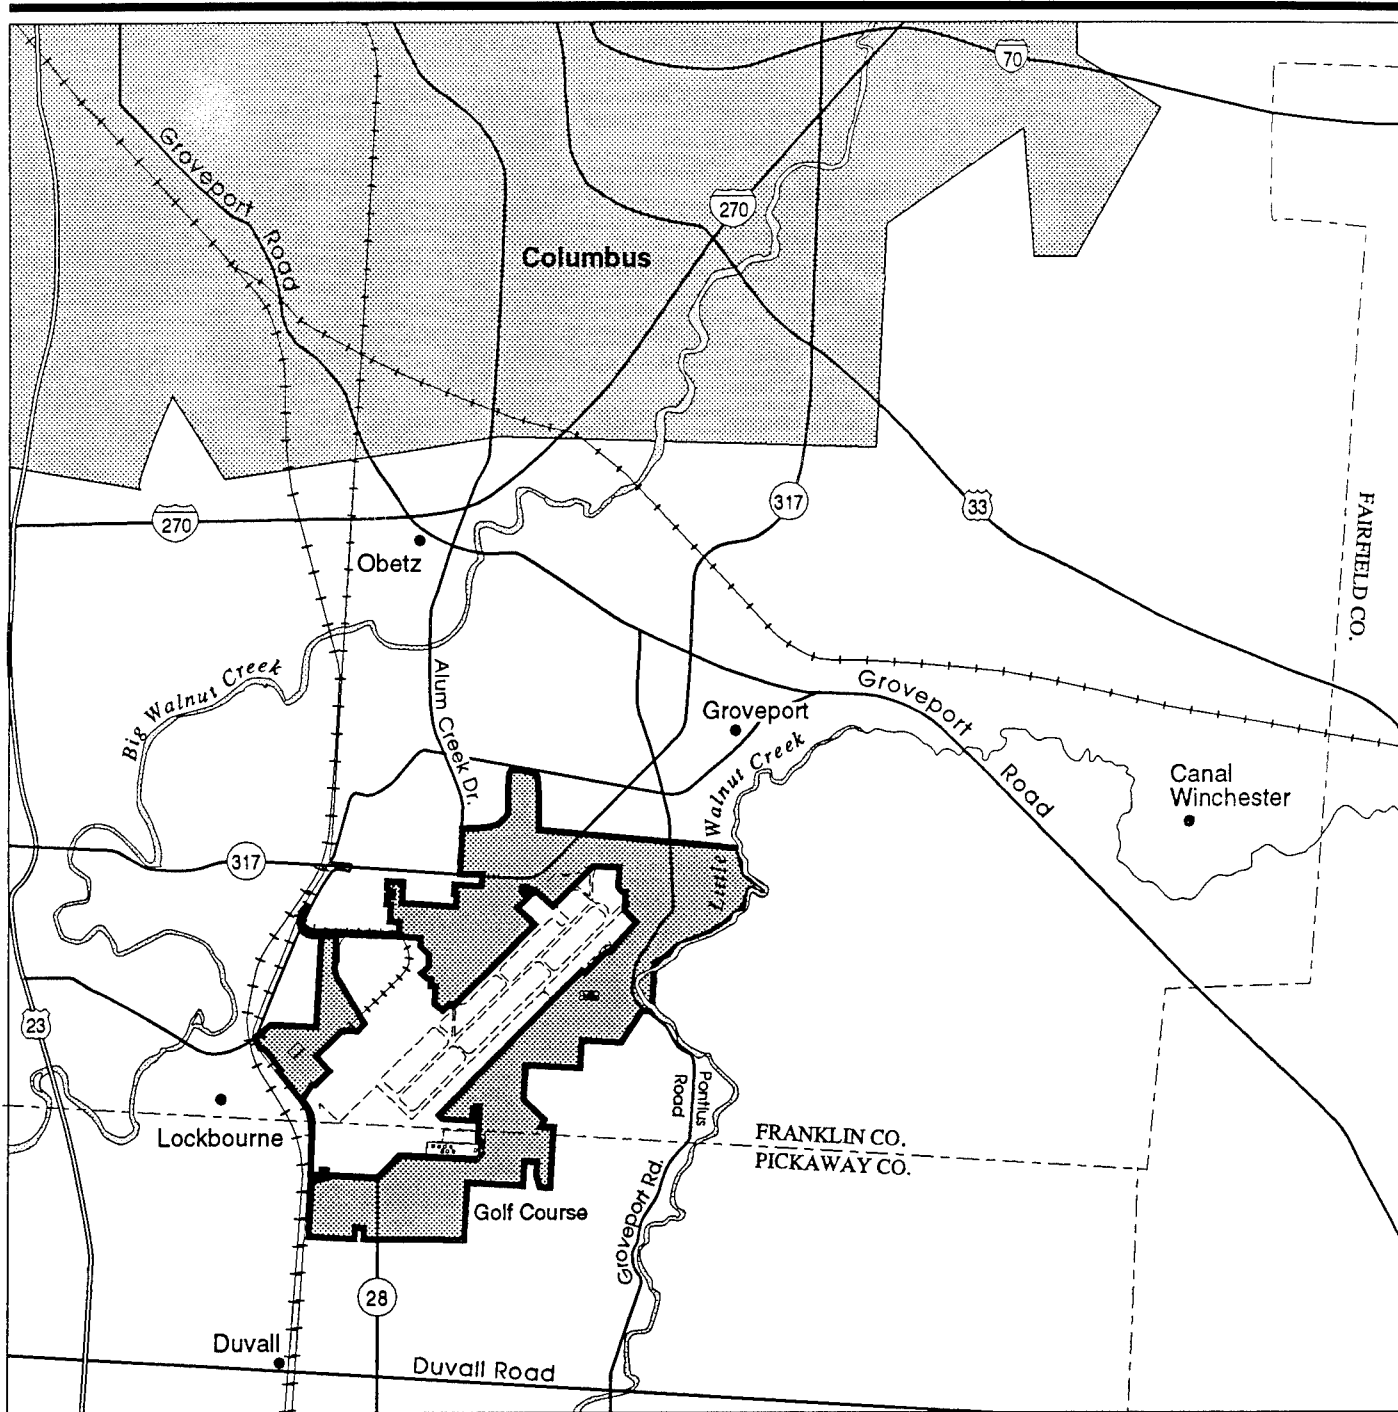 70
Groveport
Road
270
Columbus
317
33
270
Obetz
FAIRFIELD CO.
Big Walnut Creek
Alum Creek Dr.
Groveport
Road
Groveport
Little Walnut Creek
Canal
Winchester
317
23
Pontius
Road
Lockbourne
FRANKLIN CO.
PICKAWAY CO.
Groveport Rd.
Golf Course
28
Duvall
Duvall Road